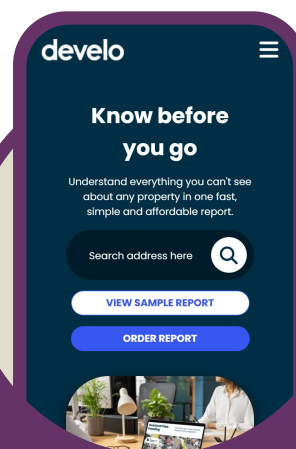 develo
Know before
you go
Understand everything you can't see
about any property in one fast,
simple and affordable report.
Search address here
VIEW SAMPLE REPORT
ORDER REPORT